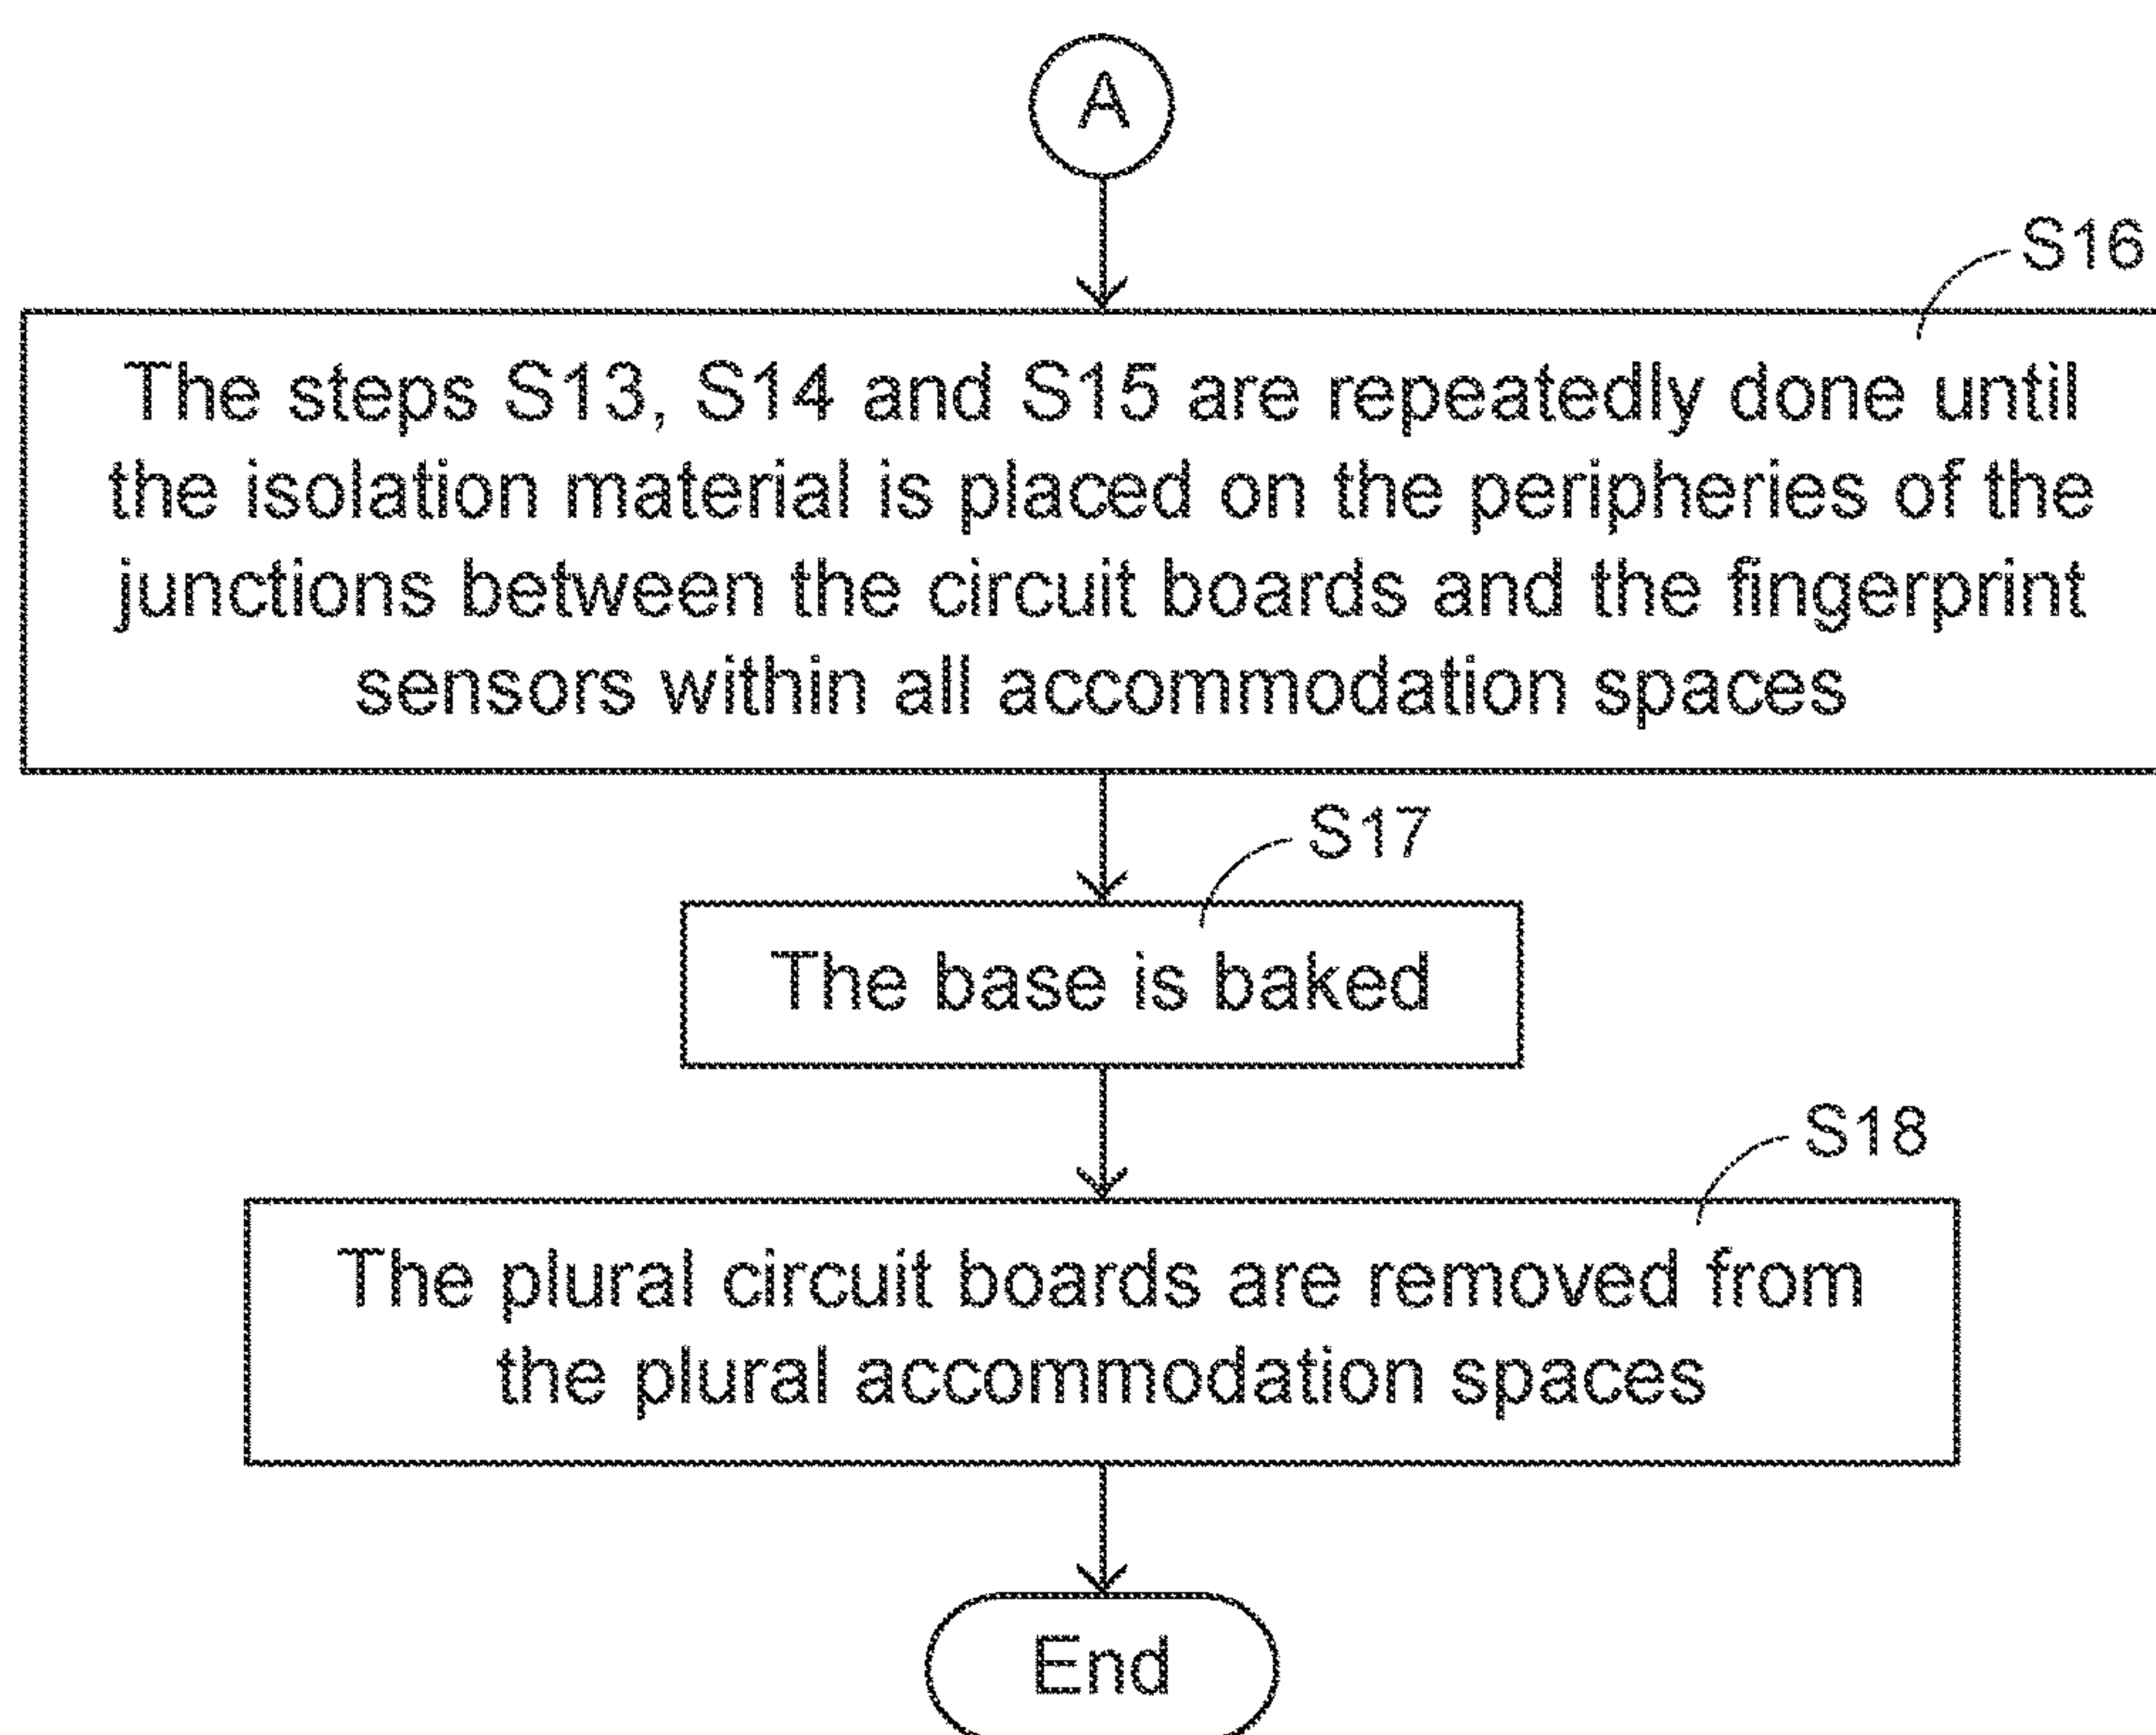 A
S16
The steps S13, S14 and S15 are repeatedly done until
the isolation material is placed on the peripheries of the
junctions between the circuit boards and the fingerprint
sensors within all accommodation spaces
S17
The base is baked
S18
The plural circuit boards are removed from
the plural accommodation spaces
End